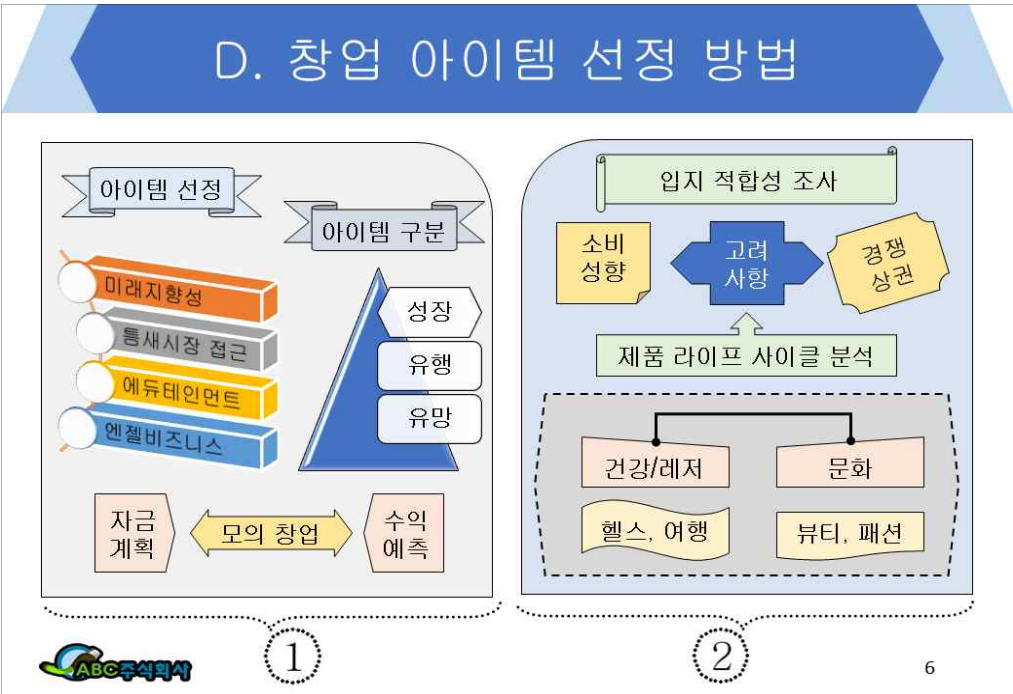 D. 창업 아이템 선정 방법
아이템 선정
아이템 구분
미래지향성
틈새시장 접근
에듀테인먼트
엔젤비즈니스
성장
유행
유망
자금
계획
모의 창업
수익
예측
1
입지 적합성 조사
소비
성향
고려
사항
경쟁
상권
제품 라이프 사이클 분석
건강/레저
문화
헬스, 여행
뷰티, 패션
2
ABC주식회사
6